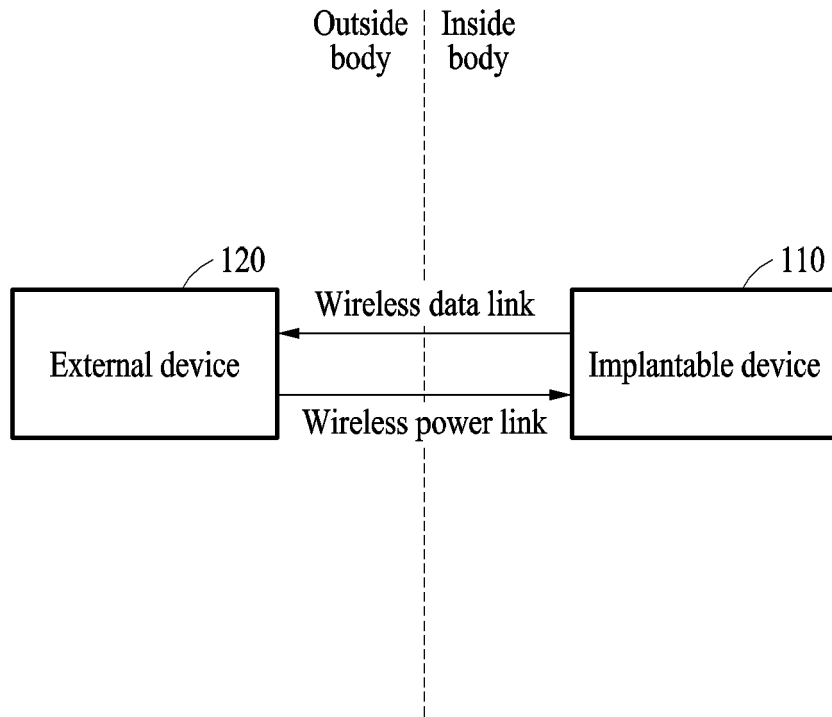 Outside
body
Inside
body
120
110
External device
Wireless data link
Wireless power link
Implantable device